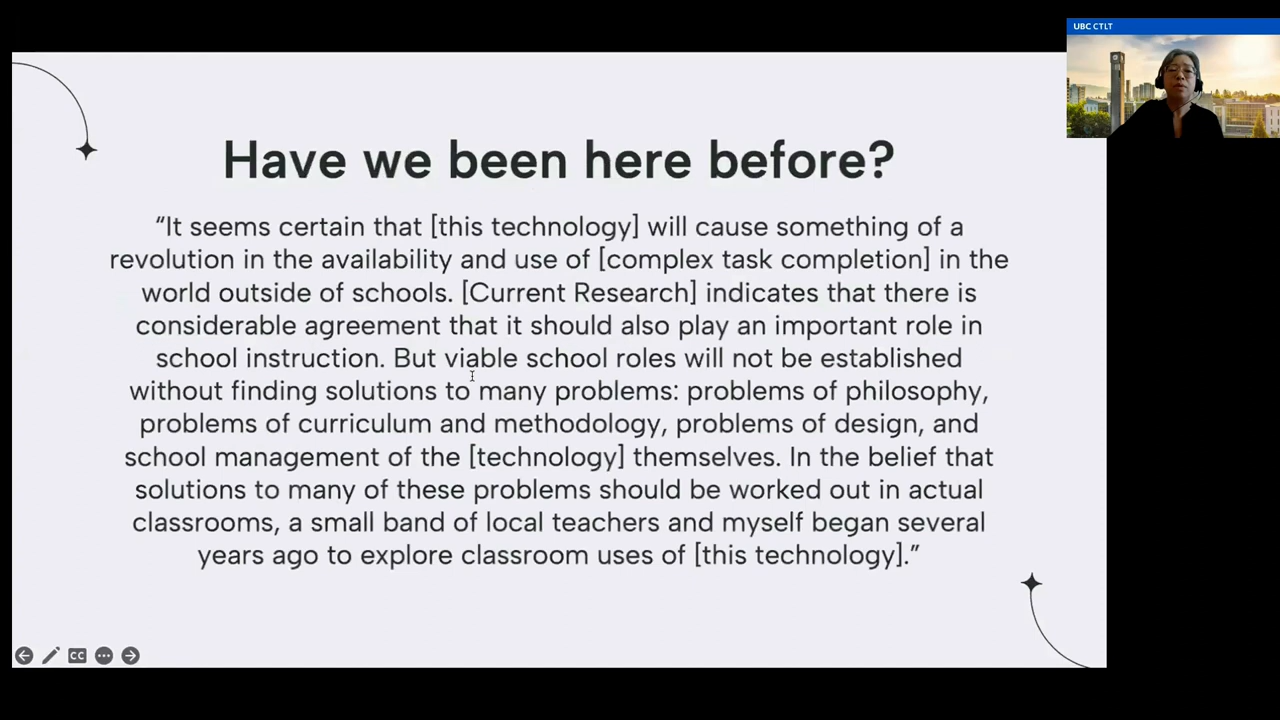 UBC CTLT
Have we been here before?
“It seems certain that [this technology] will cause something of a
revolution in the availability and use of [complex task completion] in the
world outside of schools. [Current Research] indicates that there is
considerable agreement that it should also play an important role in
school instruction. But viable school roles will not be established
without finding solutions to many problems: problems of philosophy,
problems of curriculum and methodology, problems of design, and
school management of the [technology] themselves. In the belief that
solutions to many of these problems should be worked out in actual
classrooms, a small band of local teachers and myself began several
years ago to explore classroom uses of [this technology].”
CC